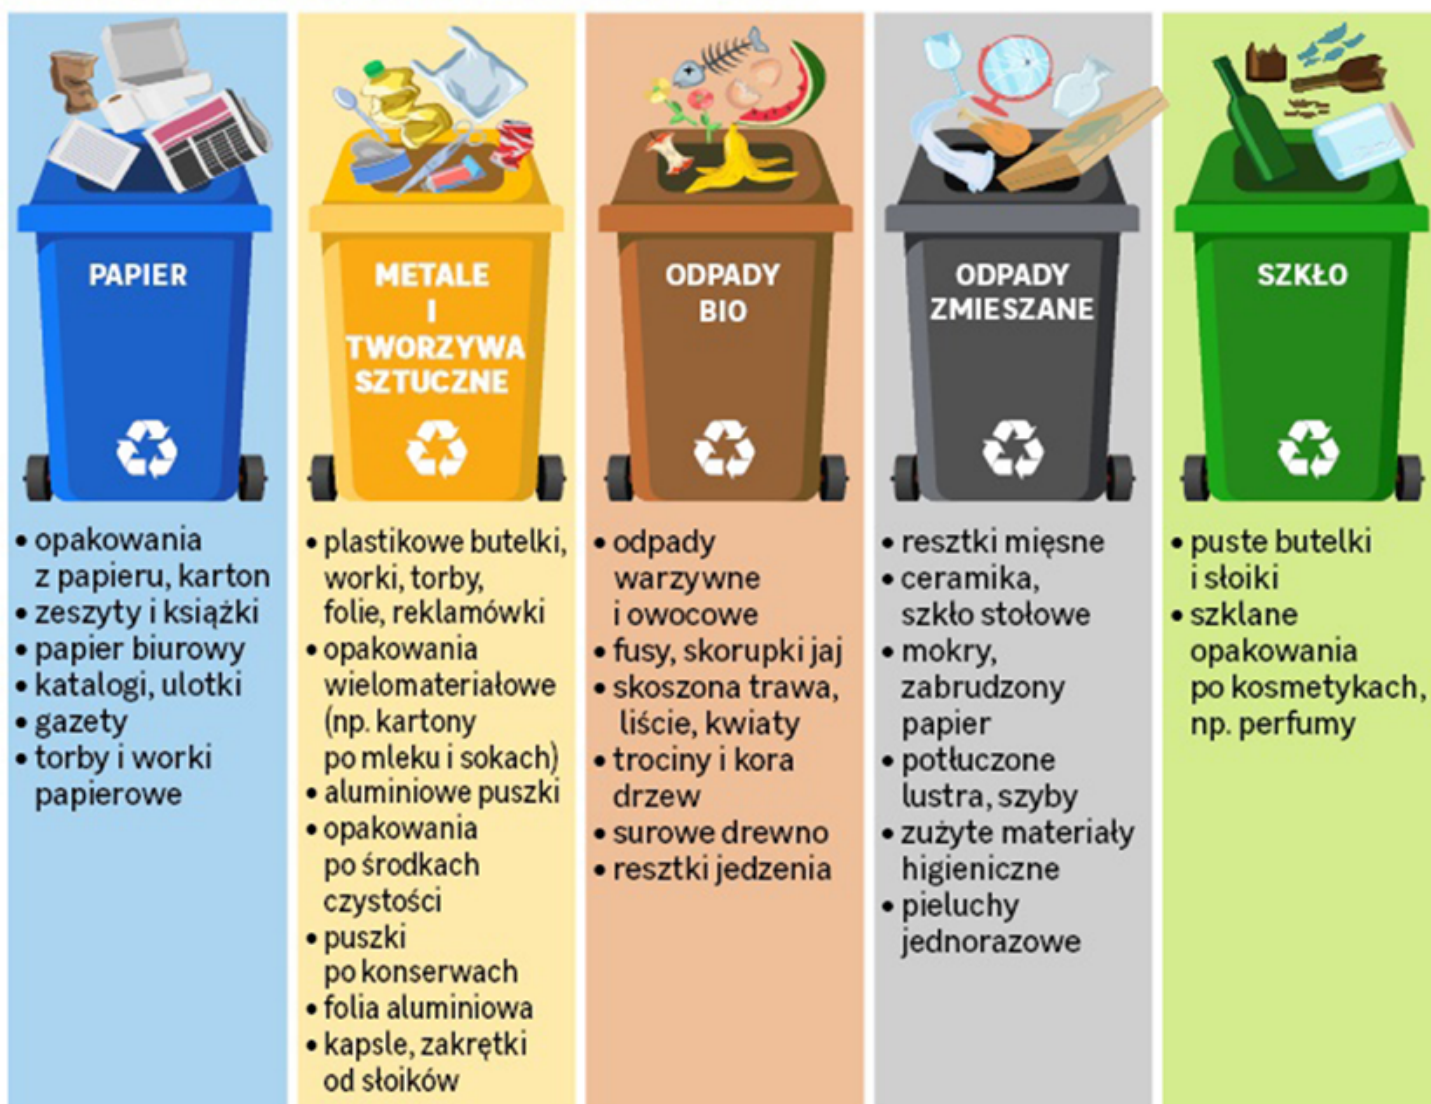 PAPIER
• opakowania
z papieru, karton
• zeszyty i książki
• papier biurowy
• katalogi, ulotki
• gazety
• torby i worki
papierowe
METALE
I
TWORZYWA
SZTUCZNE
• plastikowe butelki,
worki, torby,
folie, reklamówki
• opakowania
wielomateriałowe
(np. kartony
po mleku i sokach)
• aluminiowe puszki
• opakowania
po środkach
czystości
• puszki
po konserwach
• folia aluminiowa
• kapsle, zakrętki
od słoików
ODPADY
BIO
• odpady
warzywne
i owocowe
• fusy, skorupki jaj
• skoszona trawa,
liście, kwiaty
• trociny i kora
drzew
• surowe drewno
• resztki jedzenia
ODPADY
ZMIESZANE
• resztki mięsne
• ceramika,
szkło stołowe
• mokry,
zabrudzony
papier
• potłuczone
lustra, szyby
• zużyte materiały
higieniczne
• pieluchy
jednorazowe
SZKŁO
• puste butelki
i słoiki
• szklane
opakowania
po kosmetykach,
np. perfumy